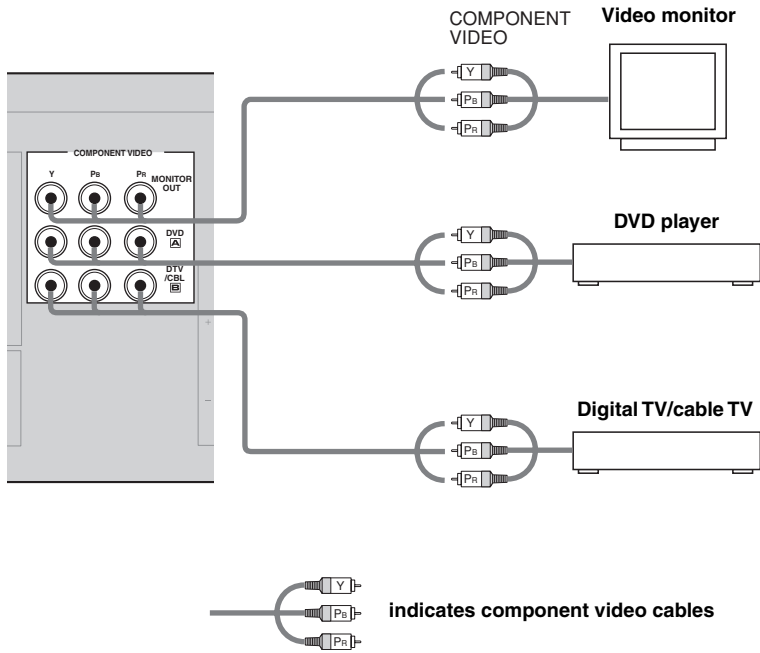 COMPONENT
VIDEO
Video monitor
Y
PB
PR
COMPONENT VIDEO
Y PB PR
MONITOR
OUT
DVD
A
DTV
/CBL
B
+
–
DVD player
Y
PB
PR
Digital TV/cable TV
Y
PB
PR
Y
PB
PR
indicates component video cables